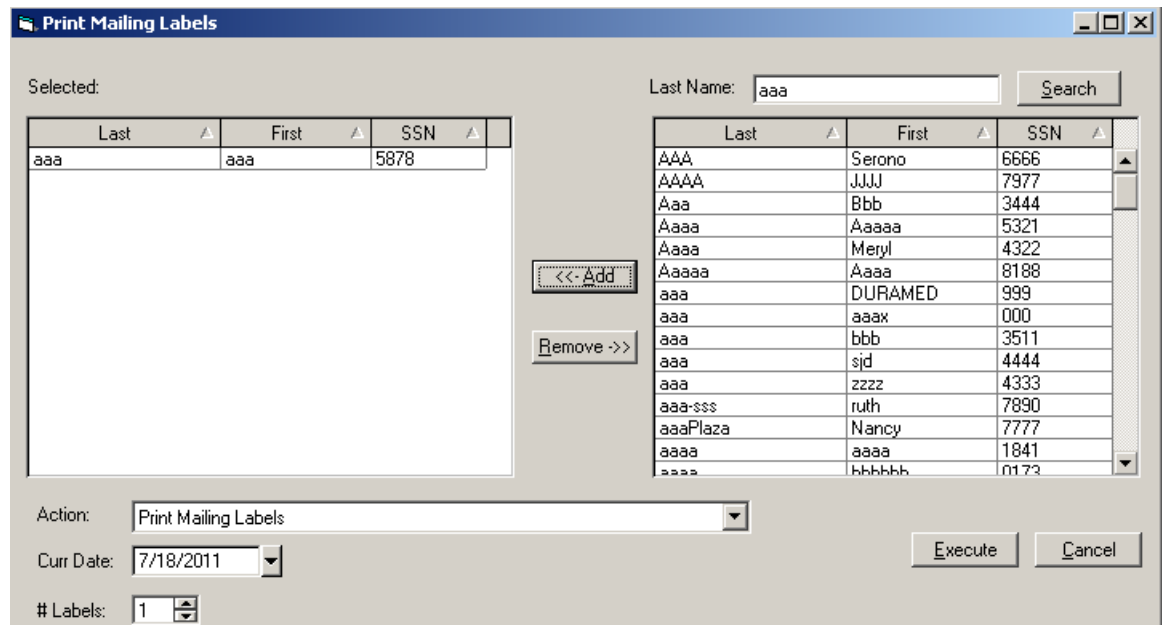 Print Mailing Labels
Selected:
Last Name: aaa Search
Last First SSN
aaa aaa 5878
Last First SSN
AAA Serono 6666
AAAA JJJJ 7977
Aaa Bbb 3444
Aaaa Aaaaa 5321
Aaaa Meryl 4322
Aaaaa Aaaa 8188
aaa DURAMED 999
aaa aaax 000
aaa bbb 3511
aaa sjd 4444
aaa zzzz 4333
aaa-sss ruth 7890
aaaPlaza Nancy 7777
aaaa aaaa 1841
aaaa bbbbbb 0173
<<- Add
Remove ->>
Action: Print Mailing Labels
Curr Date: 7/18/2011
Execute Cancel
# Labels: 1